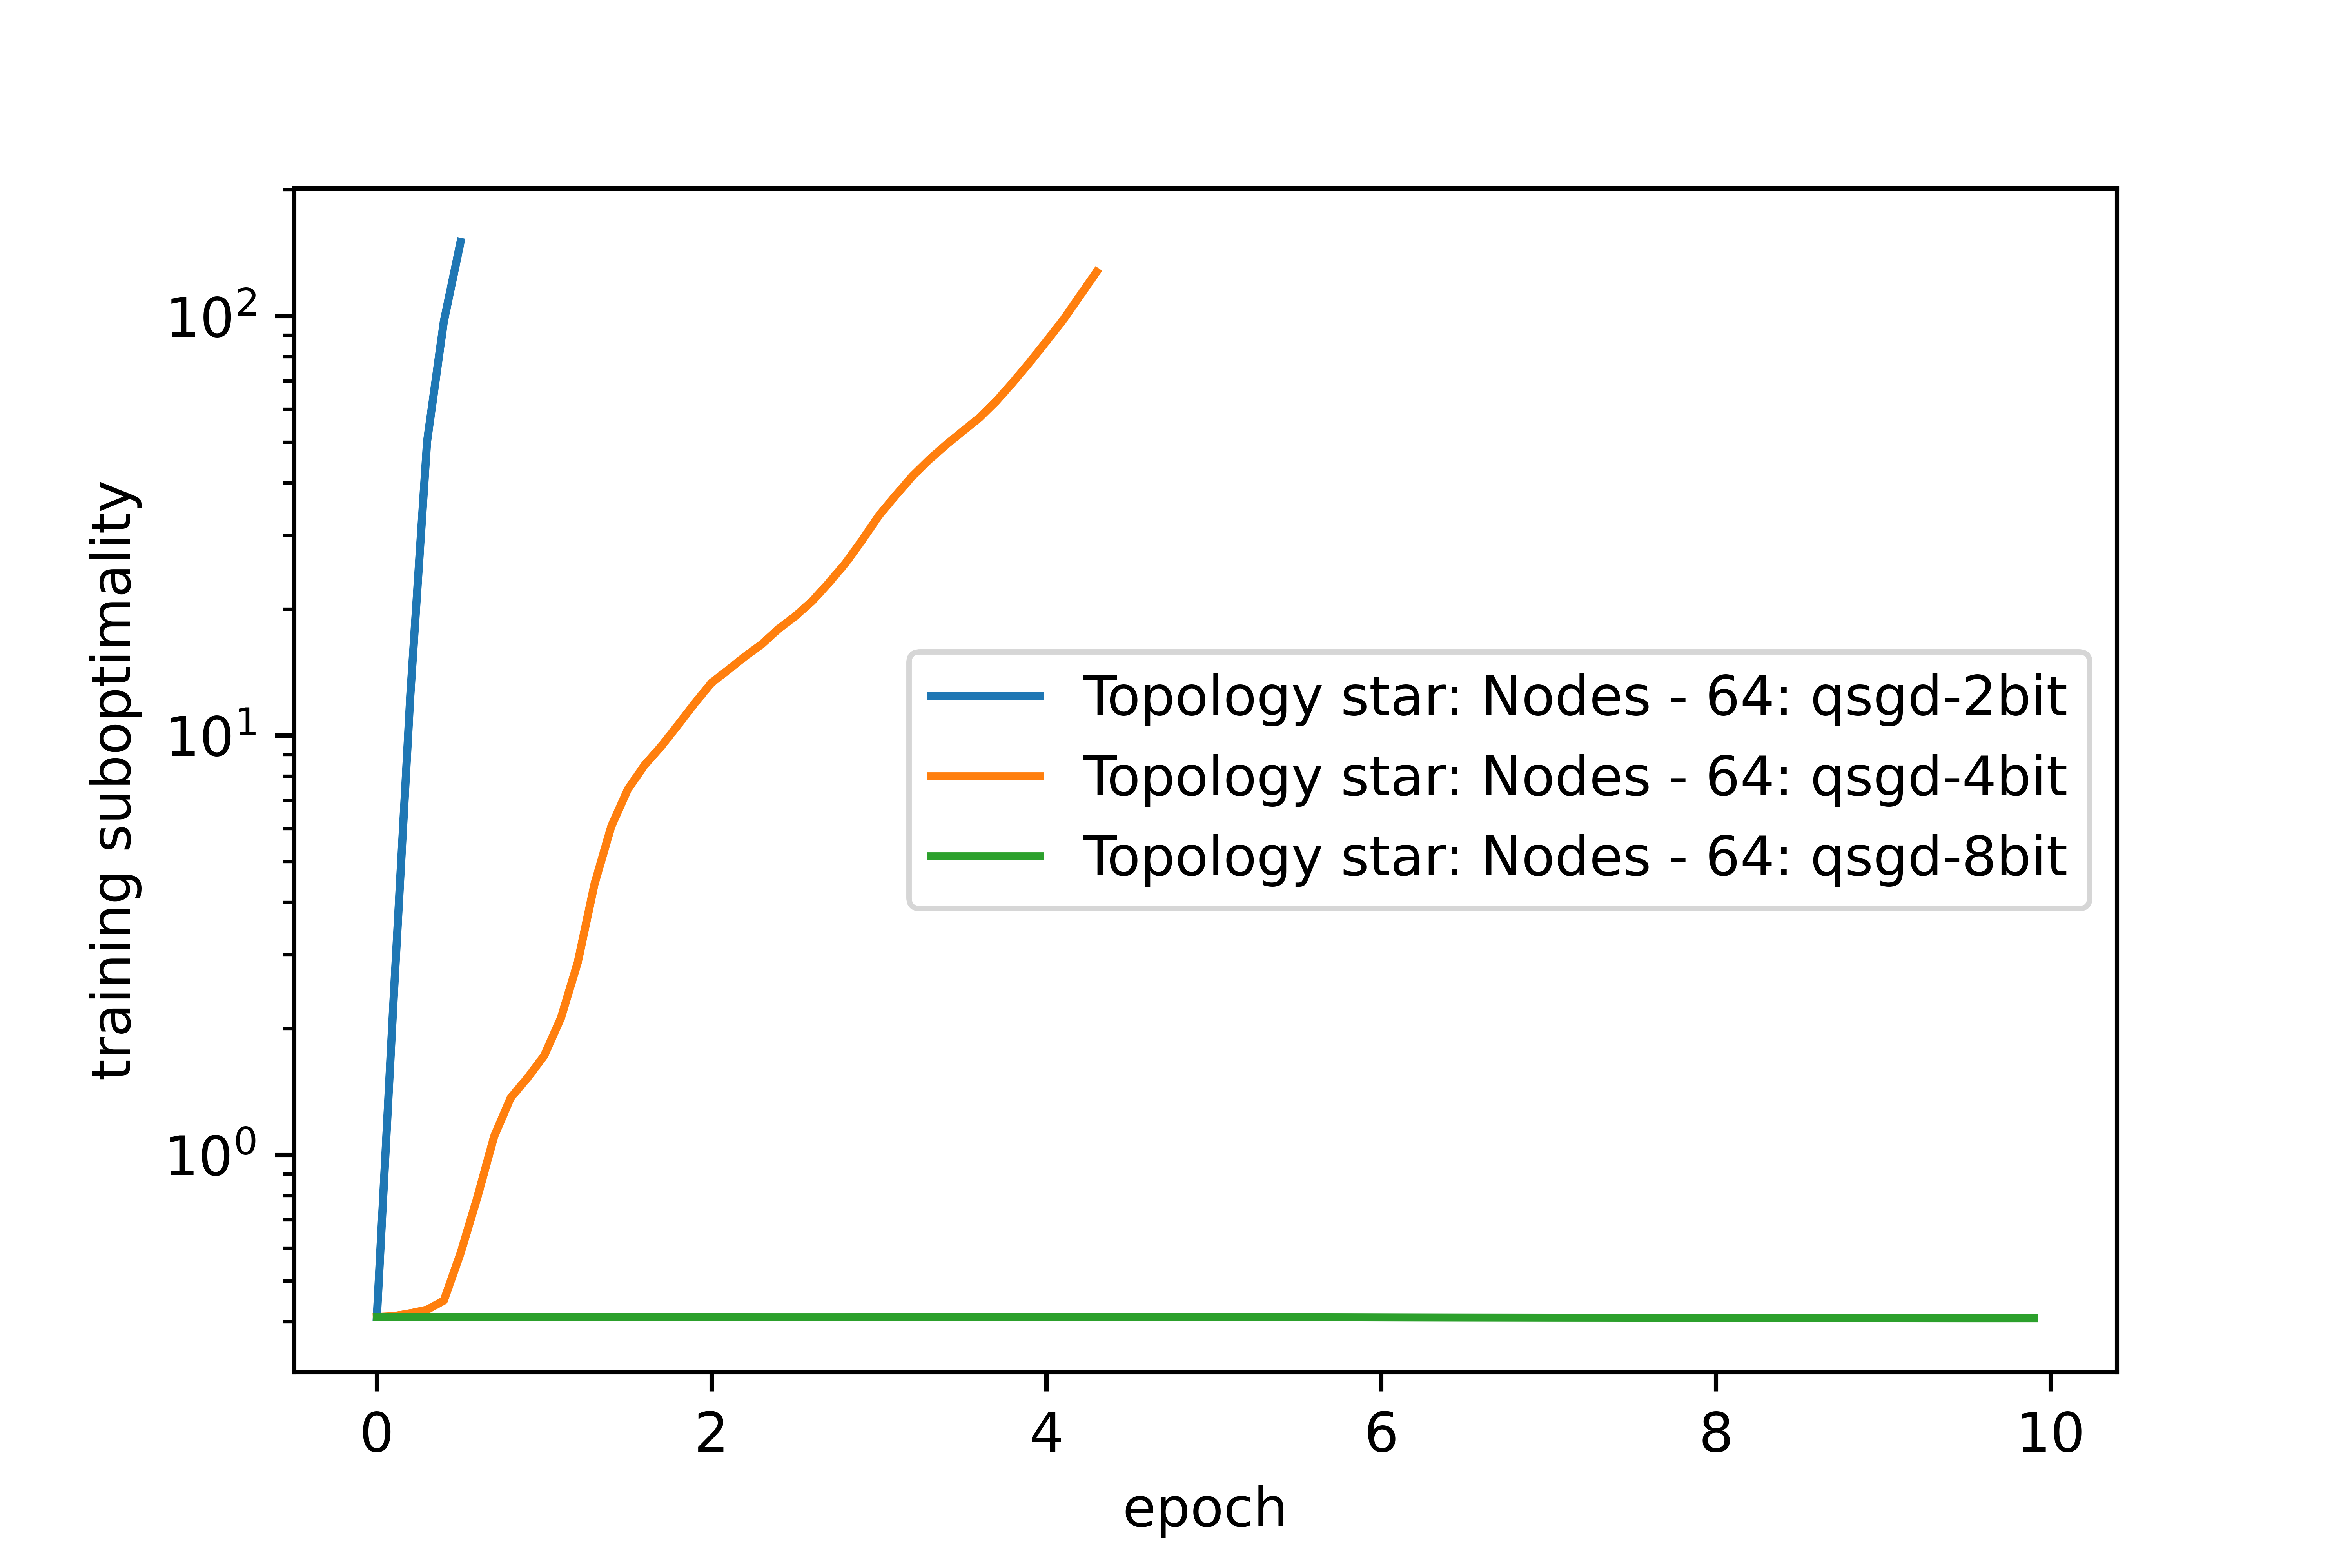 training suboptimality
10²
10¹
10⁰
Topology star: Nodes - 64: qsgd-2bit
Topology star: Nodes - 64: qsgd-4bit
Topology star: Nodes - 64: qsgd-8bit
0 2 4 6 8 10
epoch